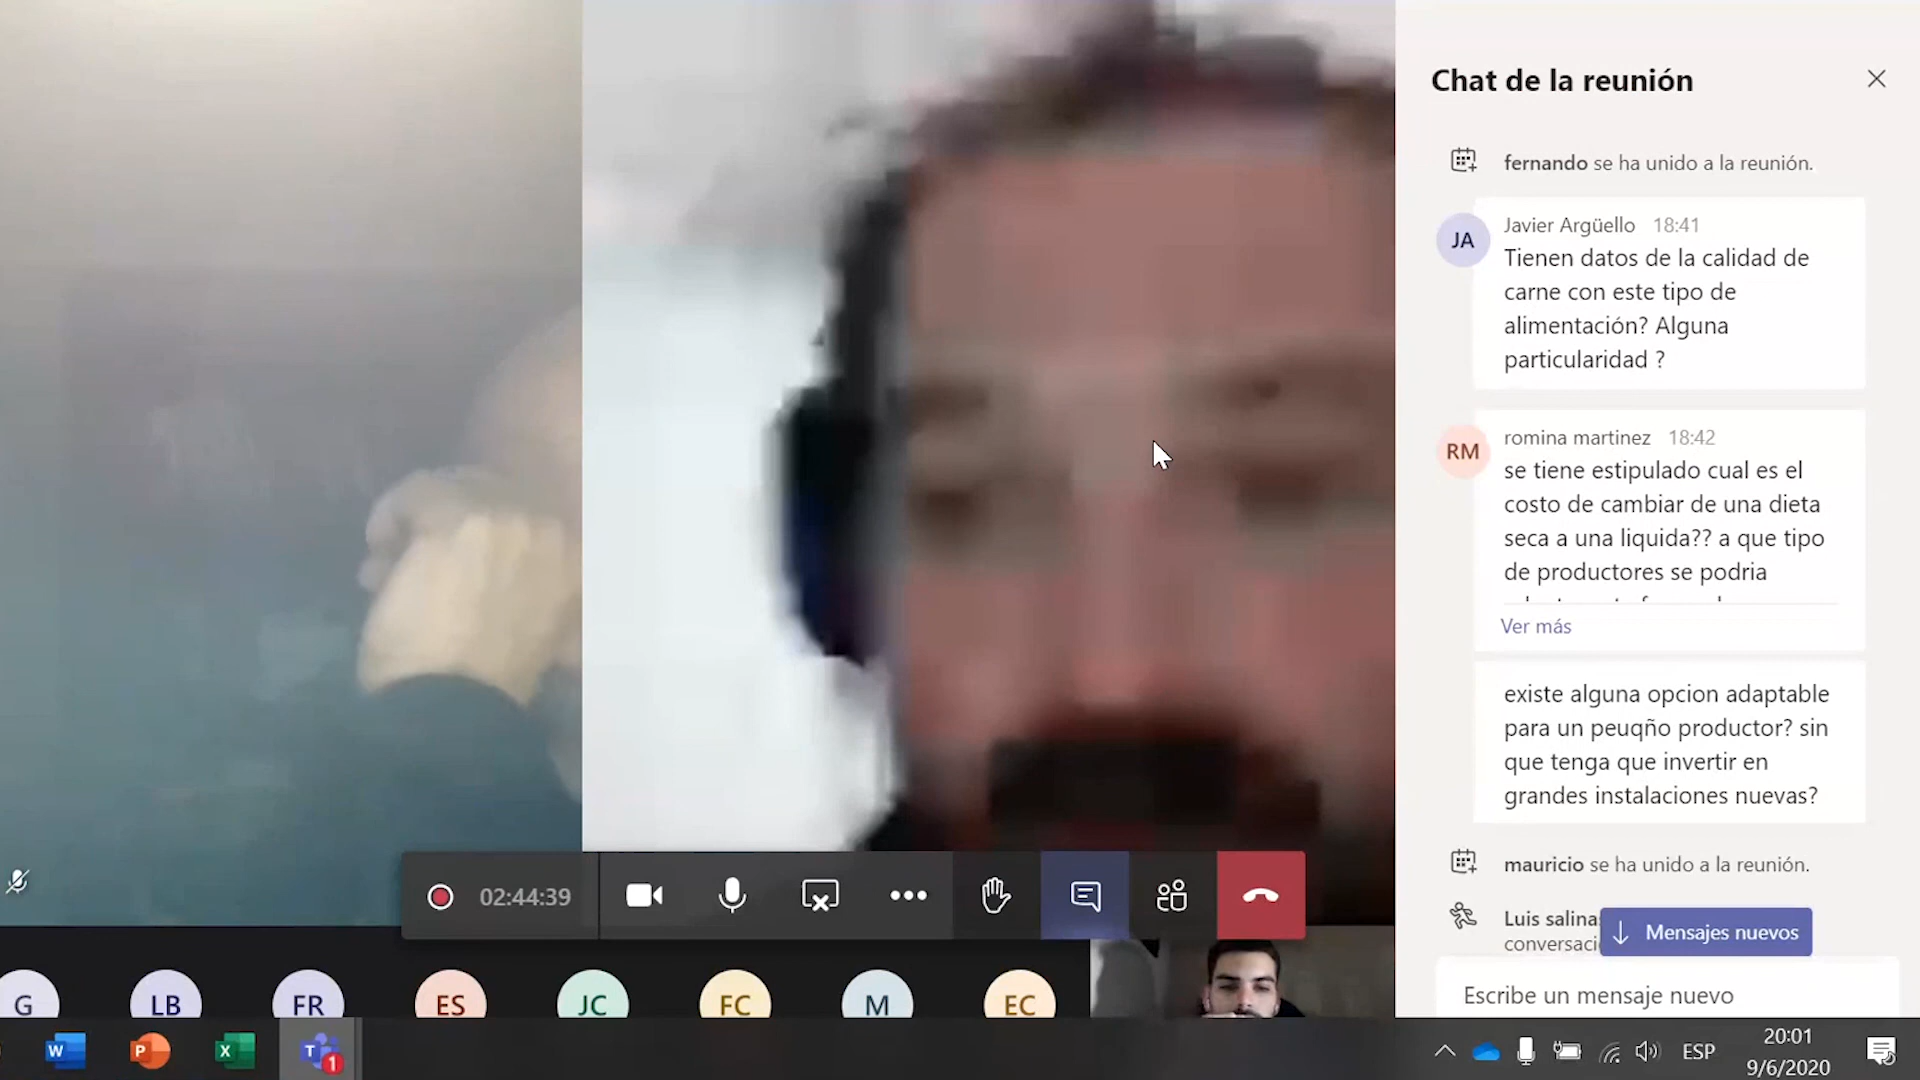 Chat de la reunión
fernando se ha unido a la reunión.
JA
Javier Argüello 18:41
Tienen datos de la calidad de
carne con este tipo de
alimentación? Alguna
particularidad ?
RM
romina martinez 18:42
se tiene estipulado cual es el
costo de cambiar de una dieta
seca a una liquida?? a que tipo
de productores se podria
Ver más
existe alguna opcion adaptable
para un peuqño productor? sin
que tenga que invertir en
grandes instalaciones nuevas?
mauricio se ha unido a la reunión.
Luis
Mensajes nuevos
Escribe un mensaje nuevo
02:44:39
G
LB
FR
ES
JC
FC
M
EC
W
P
X
T
1
ESP
20:01
9/6/2020